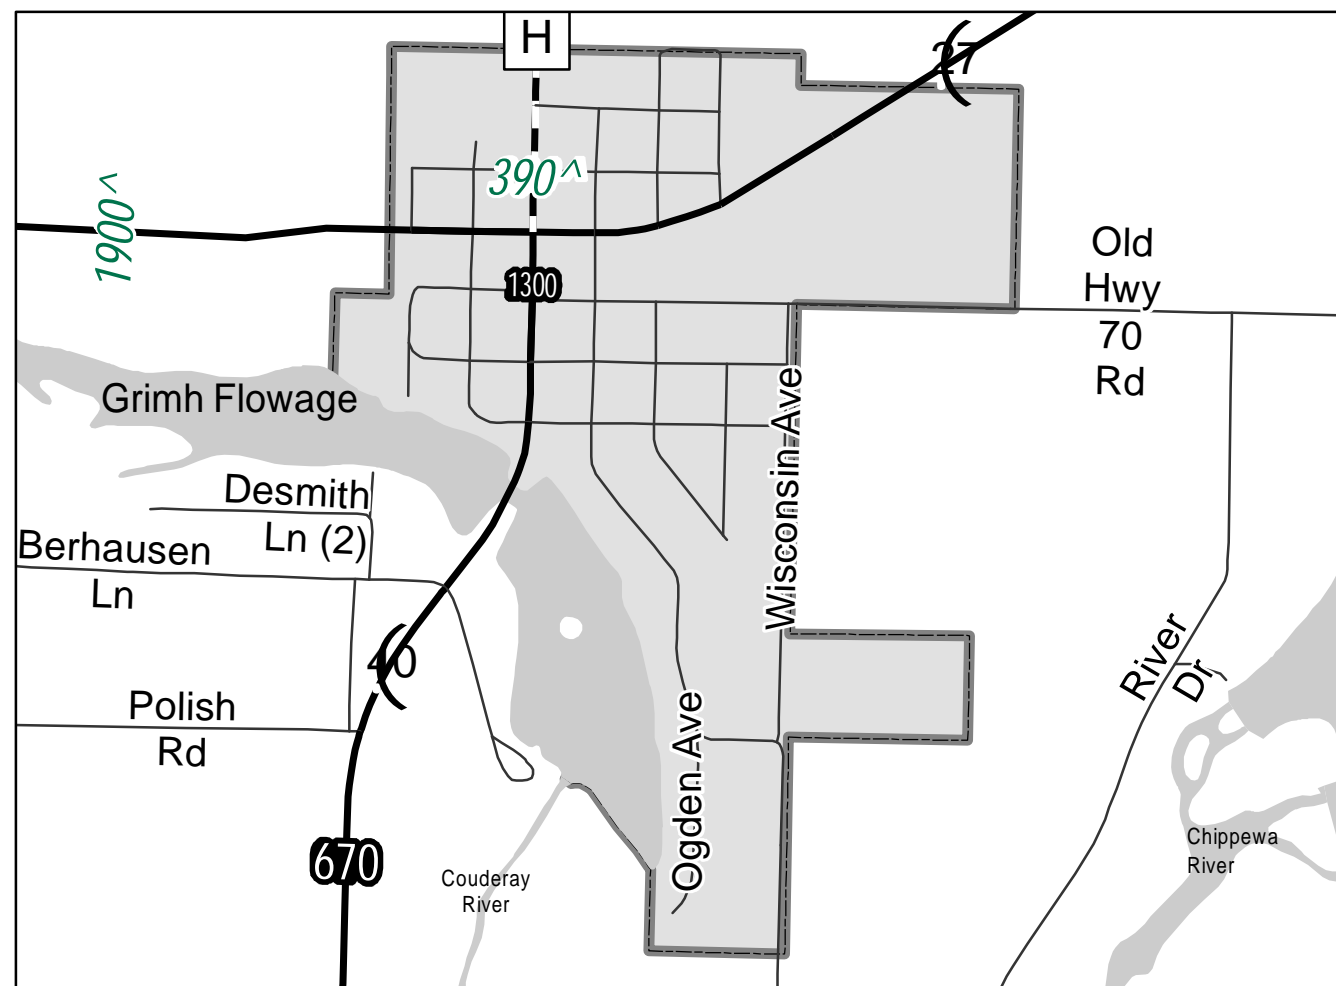 H
27
390^
1900^
Old
Hwy
70
Rd
1300
Grimh Flowage
Wisconsin Ave
Desmith
Ln (2)
Berhausen
Ln
40
River
Dr
Polish
Rd
Ogden Ave
670
Chippewa
River
Couderay
River